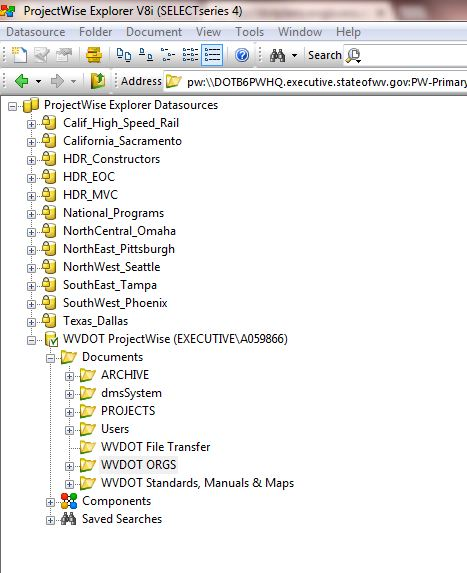 ProjectWise Explorer V8i (SELECTseries 4)
Datasource Folder Document View Tools Window Help
Search
Address pw:\\DOTB6PWHQ.executive.stateofwv.gov:PW-Primary
ProjectWise Explorer Datasources
Calif_High_Speed_Rail
California_Sacramento
HDR_Constructors
HDR_EOC
HDR_MVC
National_Programs
NorthCentral_Omaha
NorthEast_Pittsburgh
NorthWest_Seattle
SouthEast_Tampa
SouthWest_Phoenix
Texas_Dallas
WVDOT ProjectWise (EXECUTIVE\A059866)
Documents
ARCHIVE
dmsSystem
PROJECTS
Users
WVDOT File Transfer
WVDOT ORGS
WVDOT Standards, Manuals & Maps
Components
Saved Searches